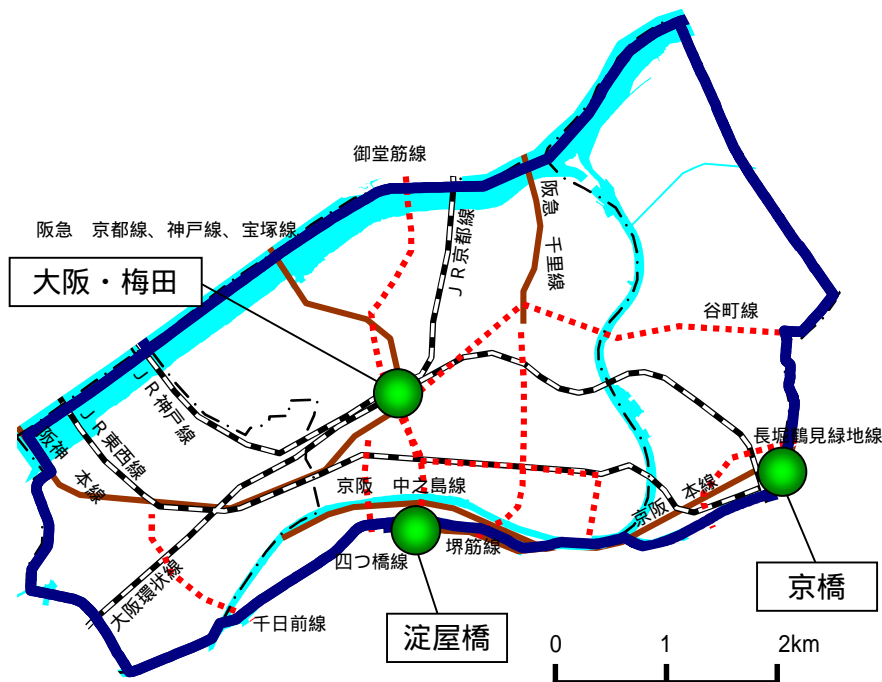 御堂筋線
阪急　京都線、神戸線、宝塚線
大阪・梅田
ＪＲ京都線
阪急　千里線
谷町線
ＪＲ神戸線
ＪＲ東西線
阪神　本線
長堀鶴見緑地線
京阪　中之島線
京阪　本線
四つ橋線
堺筋線
大阪環状線
千日前線
淀屋橋
京橋
0 1 2km